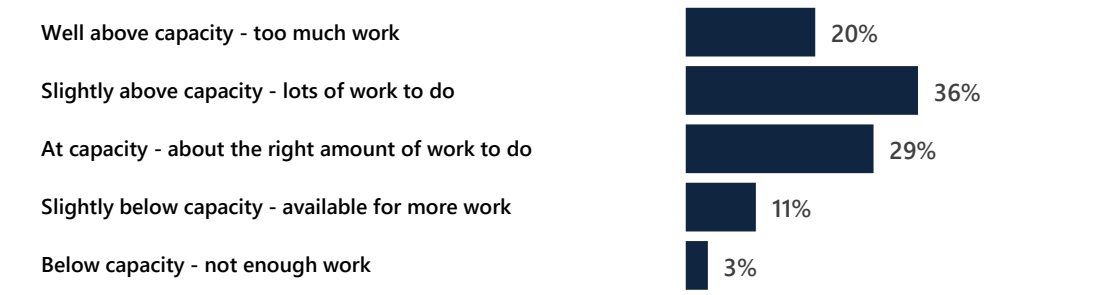 Well above capacity - too much work 20%
Slightly above capacity - lots of work to do 36%
At capacity - about the right amount of work to do 29%
Slightly below capacity - available for more work 11%
Below capacity - not enough work 3%